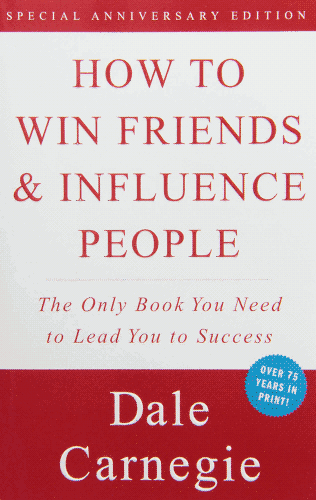 SPECIAL ANNIVERSARY EDITION
HOW TO
WIN FRIENDS
& INFLUENCE
PEOPLE
The Only Book You Need
to Lead You to Success
OVER 75
YEARS IN
PRINT!
Dale
Carnegie